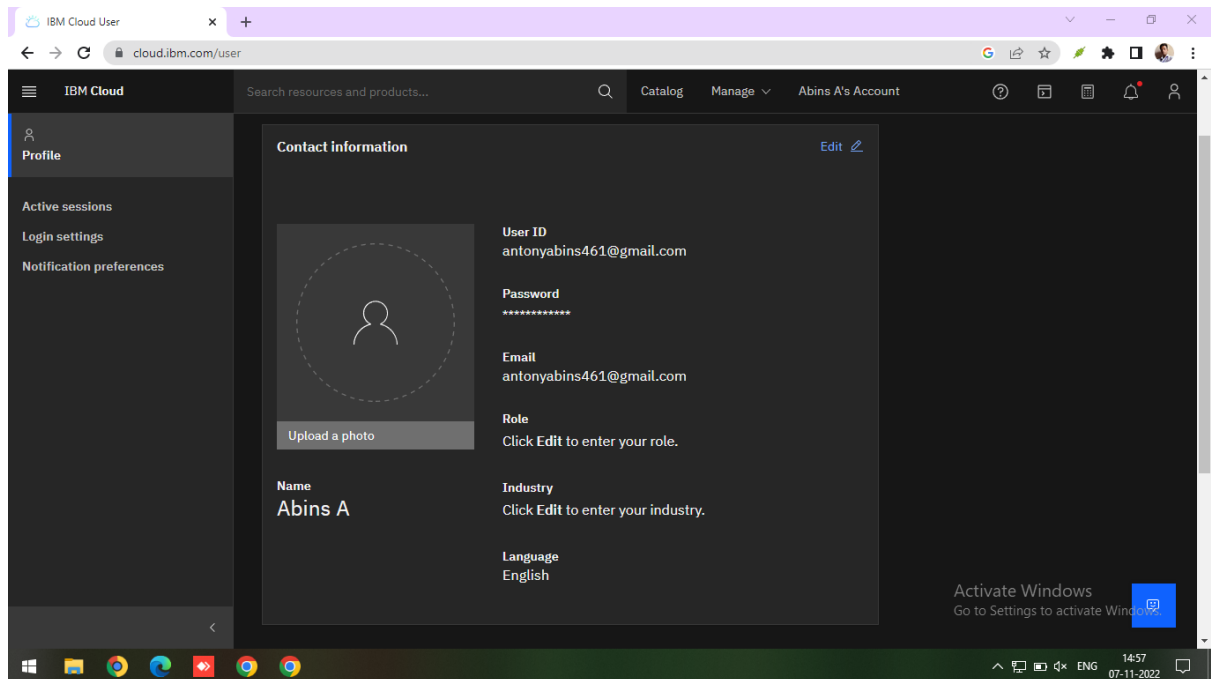 IBM Cloud User
cloud.ibm.com/user
IBM Cloud
Search resources and products...
Catalog
Manage
Abins A's Account
Profile
Active sessions
Login settings
Notification preferences
Contact information
Edit
Upload a photo
Name
Abins A
User ID
antonyabins461@gmail.com
Password
************
Email
antonyabins461@gmail.com
Role
Click Edit to enter your role.
Industry
Click Edit to enter your industry.
Language
English
Activate Windows
Go to Settings to activate Windows.
ENG
14:57
07-11-2022